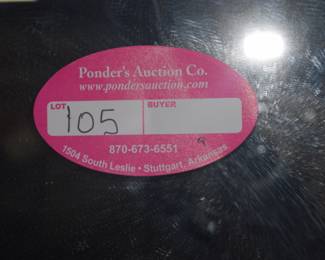 Ponder's Auction Co.
www.pondersauction.com
LOT BUYER
105
870-673-6551
1504 South Leslie • Stuttgart, Arkansas